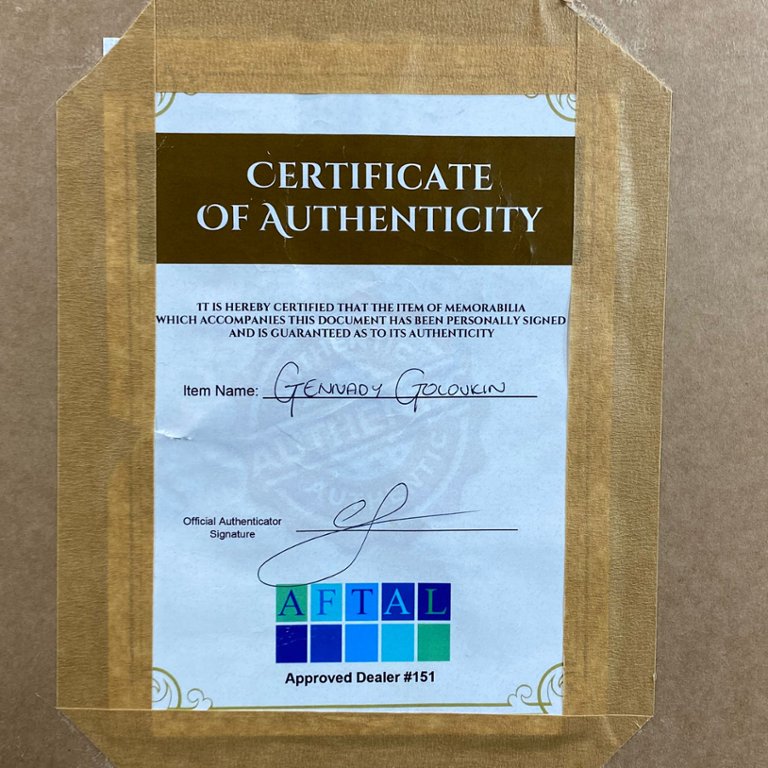 CERTIFICATE
OF AUTHENTICITY
IT IS HEREBY CERTIFIED THAT THE ITEM OF MEMORABILIA
WHICH ACCOMPANIES THIS DOCUMENT HAS BEEN PERSONALLY SIGNED
AND IS GUARANTEED AS TO ITS AUTHENTICITY
Item Name: GENNADY GOLOVKIN
Official Authenticator
Signature
AFTAL
Approved Dealer #151